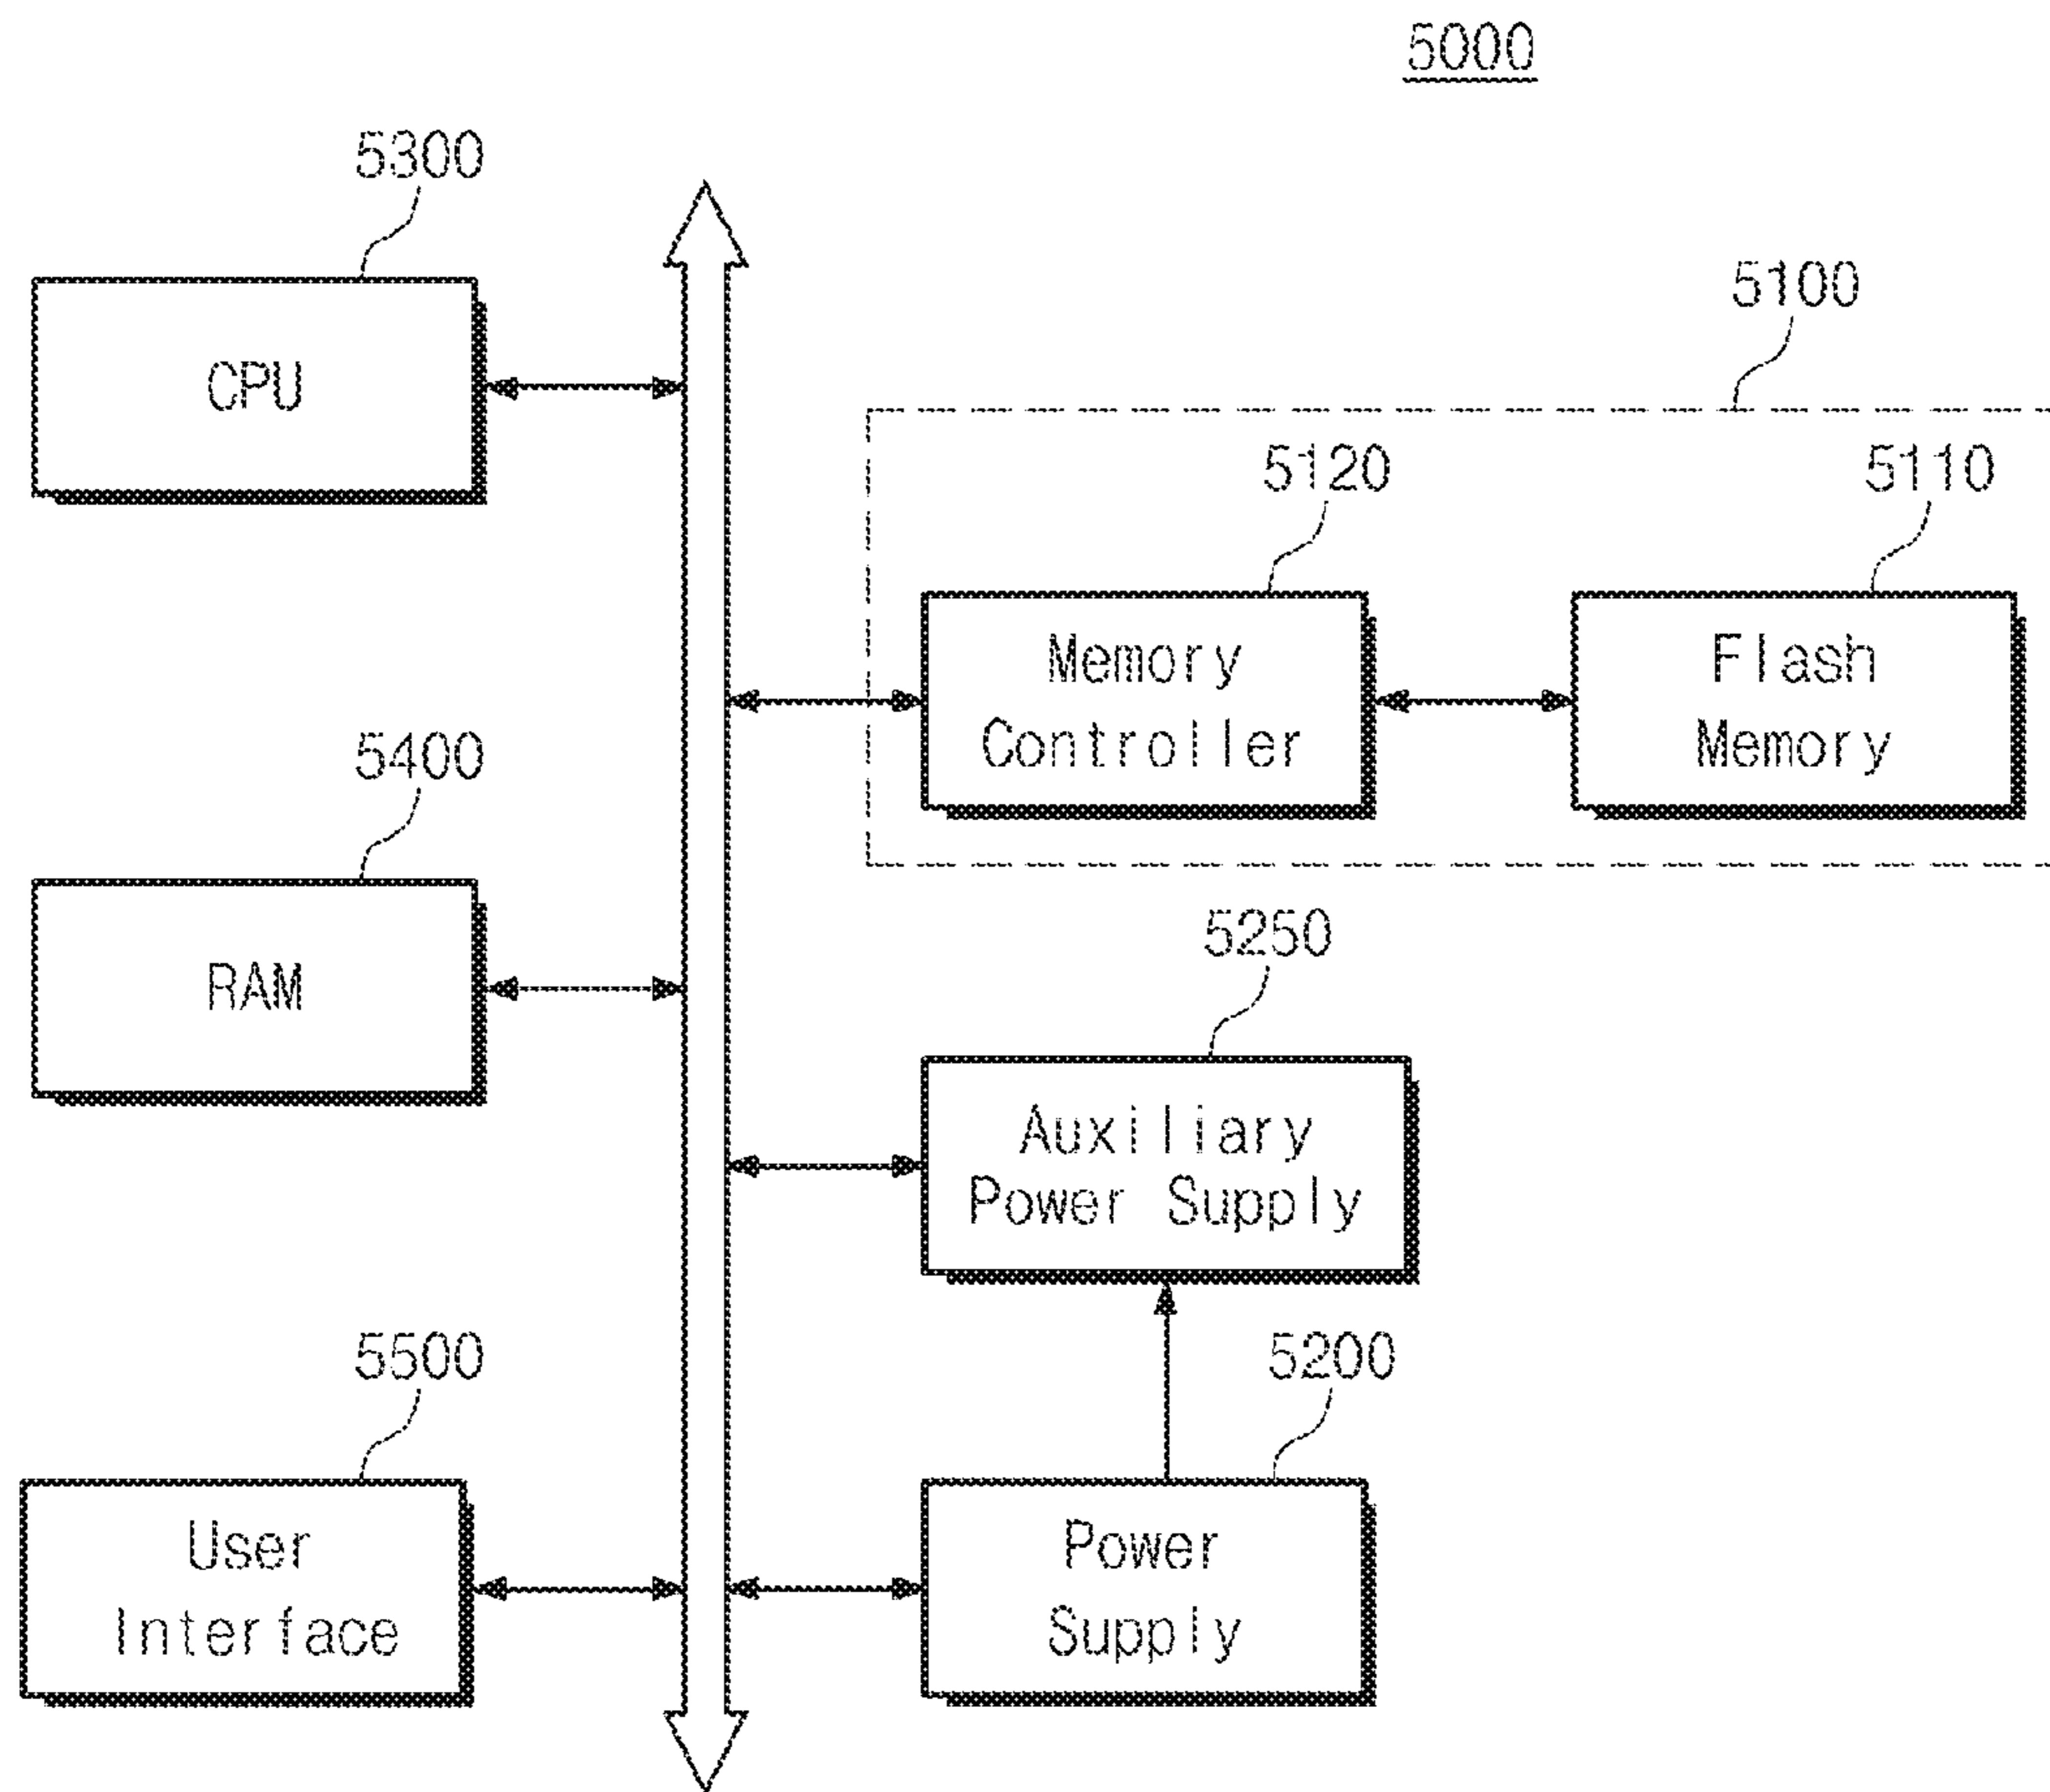 5000
5300
CPU
5100
5120
5110
Memory
Controller
Flash
Memory
5400
RAM
5250
Auxiliary
Power Supply
5500
User
Interface
5200
Power
Supply